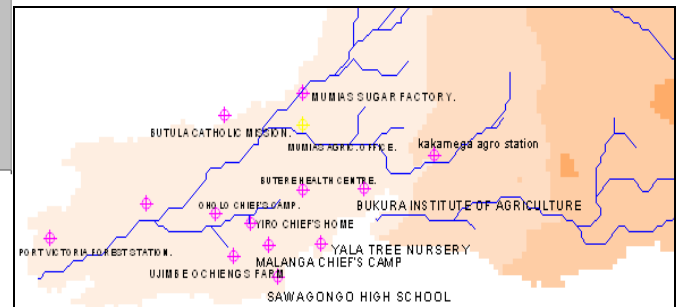 MUMIAS SUGAR FACTORY.
BUTULA CATHOLIC MISSION.
MUMIAS AGRIC. OFFICE.
kakamega agro station
BUTERE HEALTH CENTRE.
OHOLO CHIEF'S CAMP.
BUKURA INSTITUTE OF AGRICULTURE
YIRO CHIEF'S HOME
PORT VICTORIA FOREST STATION.
YALA TREE NURSERY
MALANGA CHIEF'S CAMP
UJIMBE OCHIENGS FARM
SAWAGONGO HIGH SCHOOL